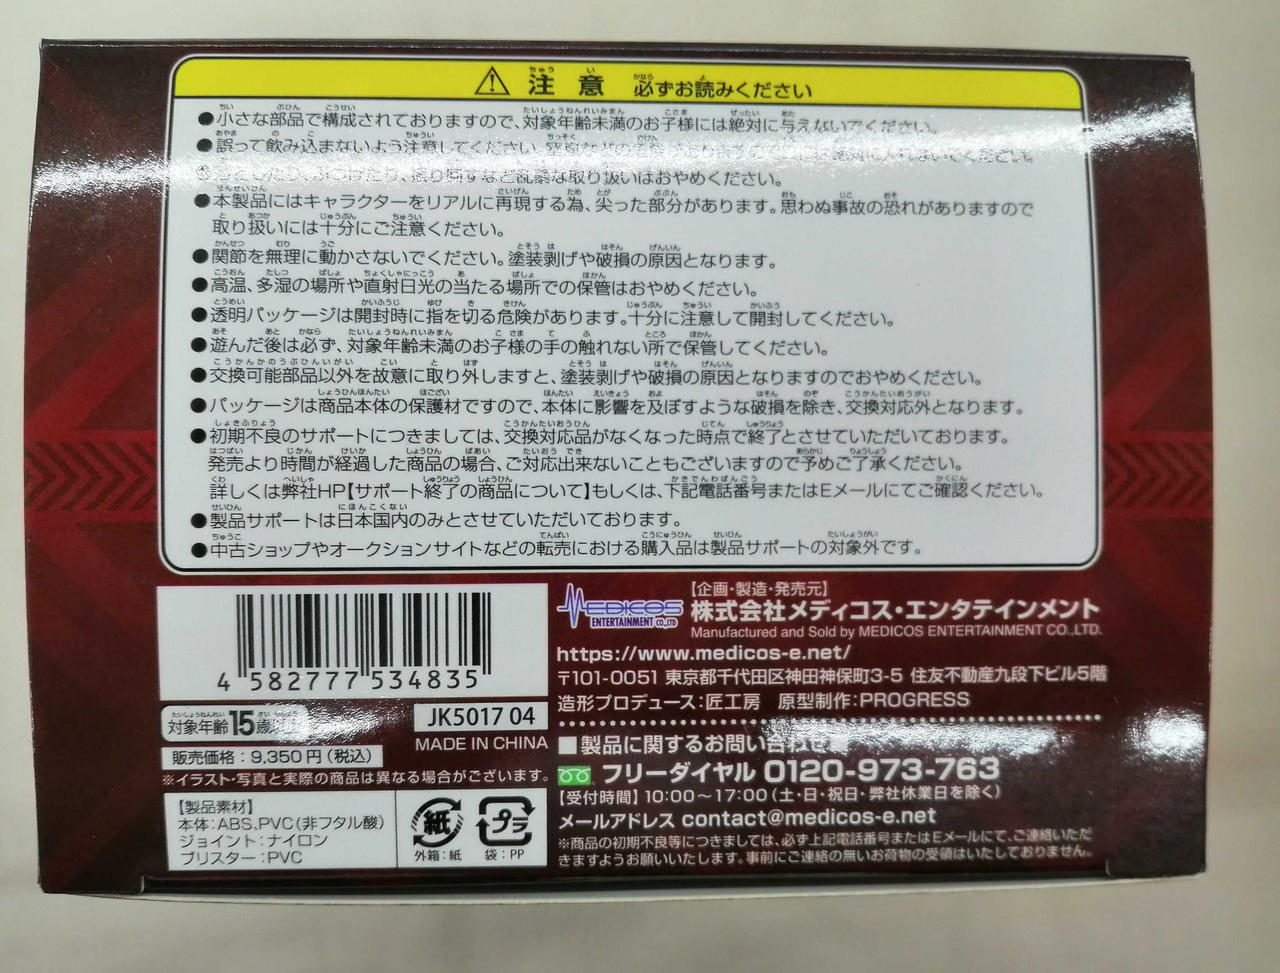 注意 必ずお読みください
●小さな部品で構成されておりますので、対象年齢未満のお子様には絶対に与えないでください。
●誤って飲み込まないよう注意してください。
取り扱いはおやめください。
●本製品にはキャラクターをリアルに再現する為、尖った部分があります。思わぬ事故の恐れがありますので
取り扱いには十分にご注意ください。
●関節を無理に動かさないでください。塗装剥げや破損の原因となります。
●高温、多湿の場所や直射日光の当たる場所での保管はおやめください。
●透明パッケージは開封時に指を切る危険があります。十分に注意して開封してください。
●遊んだ後は必ず、対象年齢未満のお子様の手の触れない所で保管してください。
●交換可能部品以外を故意に取り外しますと、塗装剥げや破損の原因となりますのでおやめください。
●パッケージは商品本体の保護材ですので、本体に影響を及ぼすような破損を除き、交換対応外となります。
●初期不良のサポートにつきましては、交換対応品がなくなった時点で終了とさせていただいております。
発売より時間が経過した商品の場合、ご対応出来ないこともございますので予めご了承ください。
詳しくは弊社HP【サポート終了の商品について】もしくは、下記電話番号またはEメールにてご確認ください。
●製品サポートは日本国内のみとさせていただいております。
●中古ショップやオークションサイトなどの転売における購入品は製品サポートの対象外です。
4 582777 534835
対象年齢15歳
JK5017 04
MADE IN CHINA
販売価格：9,350円（税込）
※イラスト・写真と実際の商品は異なる場合がございます。
【製品素材】
本体：ABS、PVC（非フタル酸）
ジョイント：ナイロン
ブリスター：PVC
紙
外箱：紙
プラ
袋：PP
MEDICOS
ENTERTAINMENT CO.,LTD
【企画・製造・発売元】
株式会社メディコス・エンタテインメント
Manufactured and Sold by MEDICOS ENTERTAINMENT CO.,LTD.
https://www.medicos-e.net/
〒101-0051 東京都千代田区神田神保町3-5 住友不動産九段下ビル5階
造形プロデュース：匠工房 原型制作：PROGRESS
■製品に関するお問い合わせ■
フリーダイヤル 0120-973-763
【受付時間】10:00〜17:00（土・日・祝日・弊社休業日を除く）
メールアドレス contact@medicos-e.net
※商品の初期不良等につきましては、必ず上記電話番号またはEメールにて、ご連絡いただ
きますようお願いいたします。事前にご連絡の無いお荷物の受領はいたしておりません。